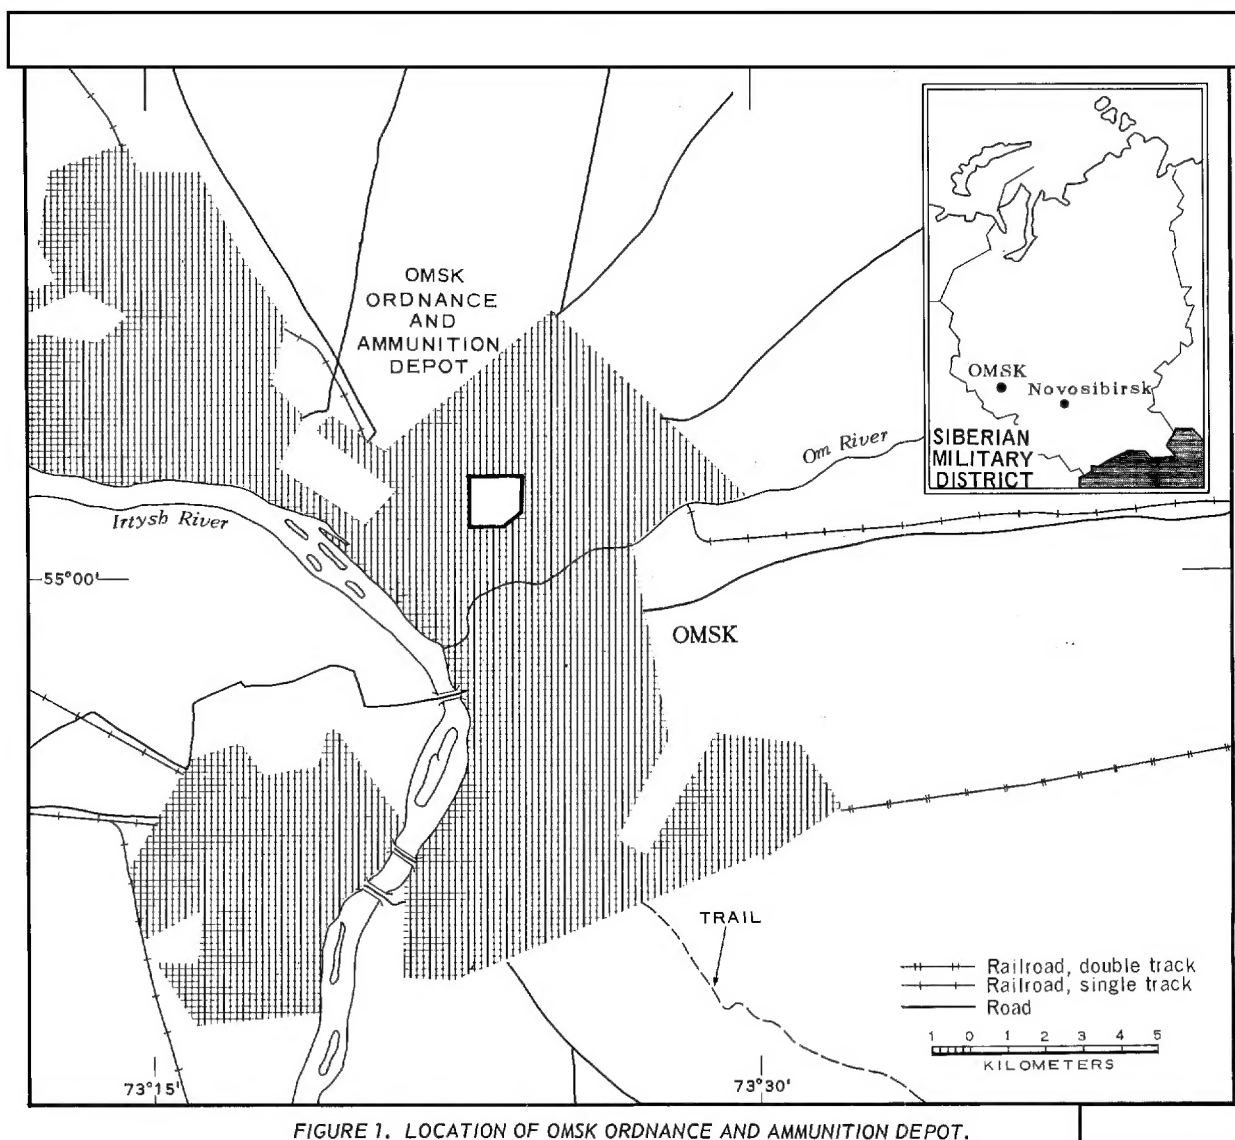 OMSK
ORDNANCE
AND
AMMUNITION
DEPOT
OMSK
Novosibirsk
SIBERIAN
MILITARY
DISTRICT
Om River
Irtysh River
55°00'
OMSK
TRAIL
Railroad, double track
Railroad, single track
Road
1 0 1 2 3 4 5
KILOMETERS
73°15'
73°30'
FIGURE 1. LOCATION OF OMSK ORDNANCE AND AMMUNITION DEPOT.